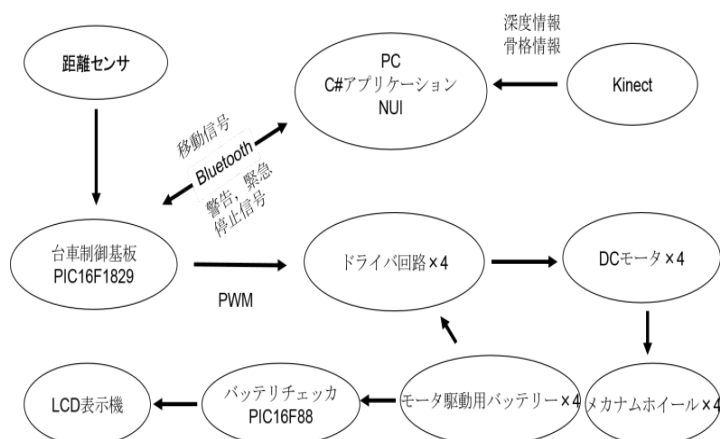 深度情報
骨格情報
距離センサ
PC
C#アプリケーション
NUI
Kinect
移動信号
Bluetooth
警告，緊急
停止信号
台車制御基板
PIC16F1829
PWM
ドライバ回路×4
DCモータ×4
LCD表示機
バッテリチェッカ
PIC16F88
モータ駆動用バッテリー×4
メカナムホイール×4